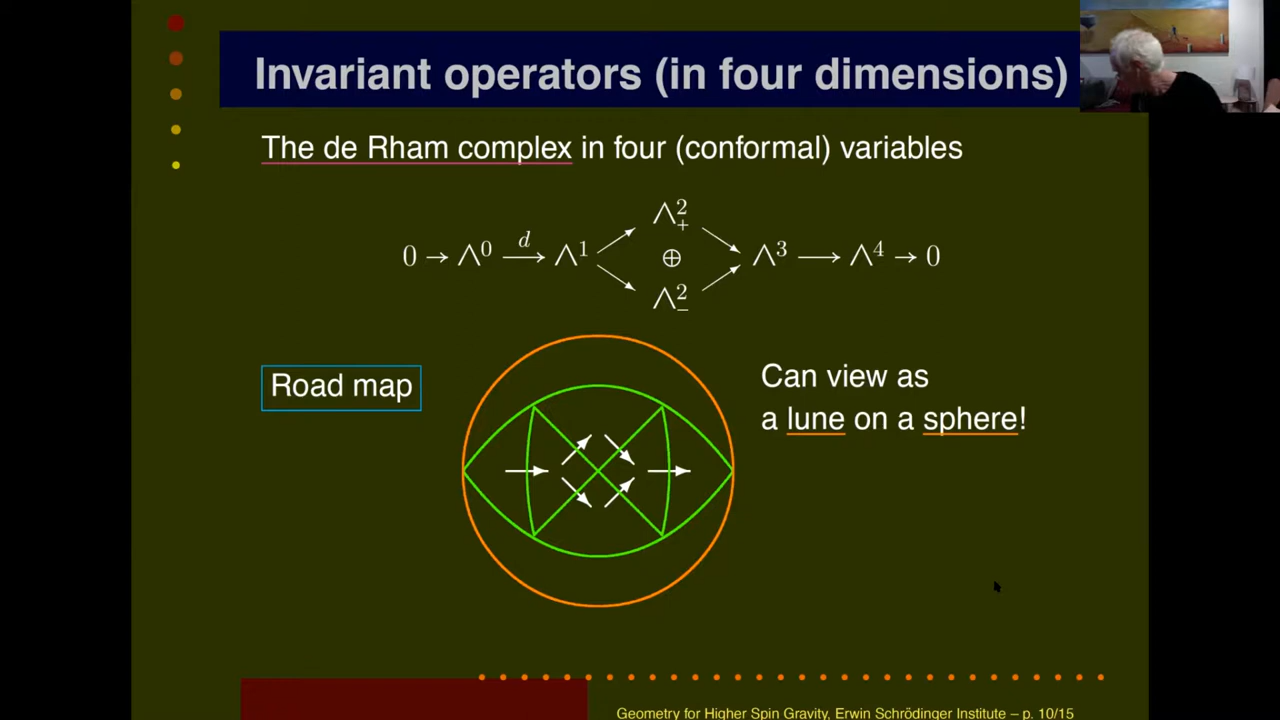 Invariant operators (in four dimensions)
The de Rham complex in four (conformal) variables
0 → Λ⁰ →ᵈ Λ¹ ↗↘ Λ²₊ ⊕ Λ²₋ ↘↗ Λ³ → Λ⁴ → 0
Road map
Can view as
a lune on a sphere!
Geometry for Higher Spin Gravity, Erwin Schrödinger Institute – p. 10/15